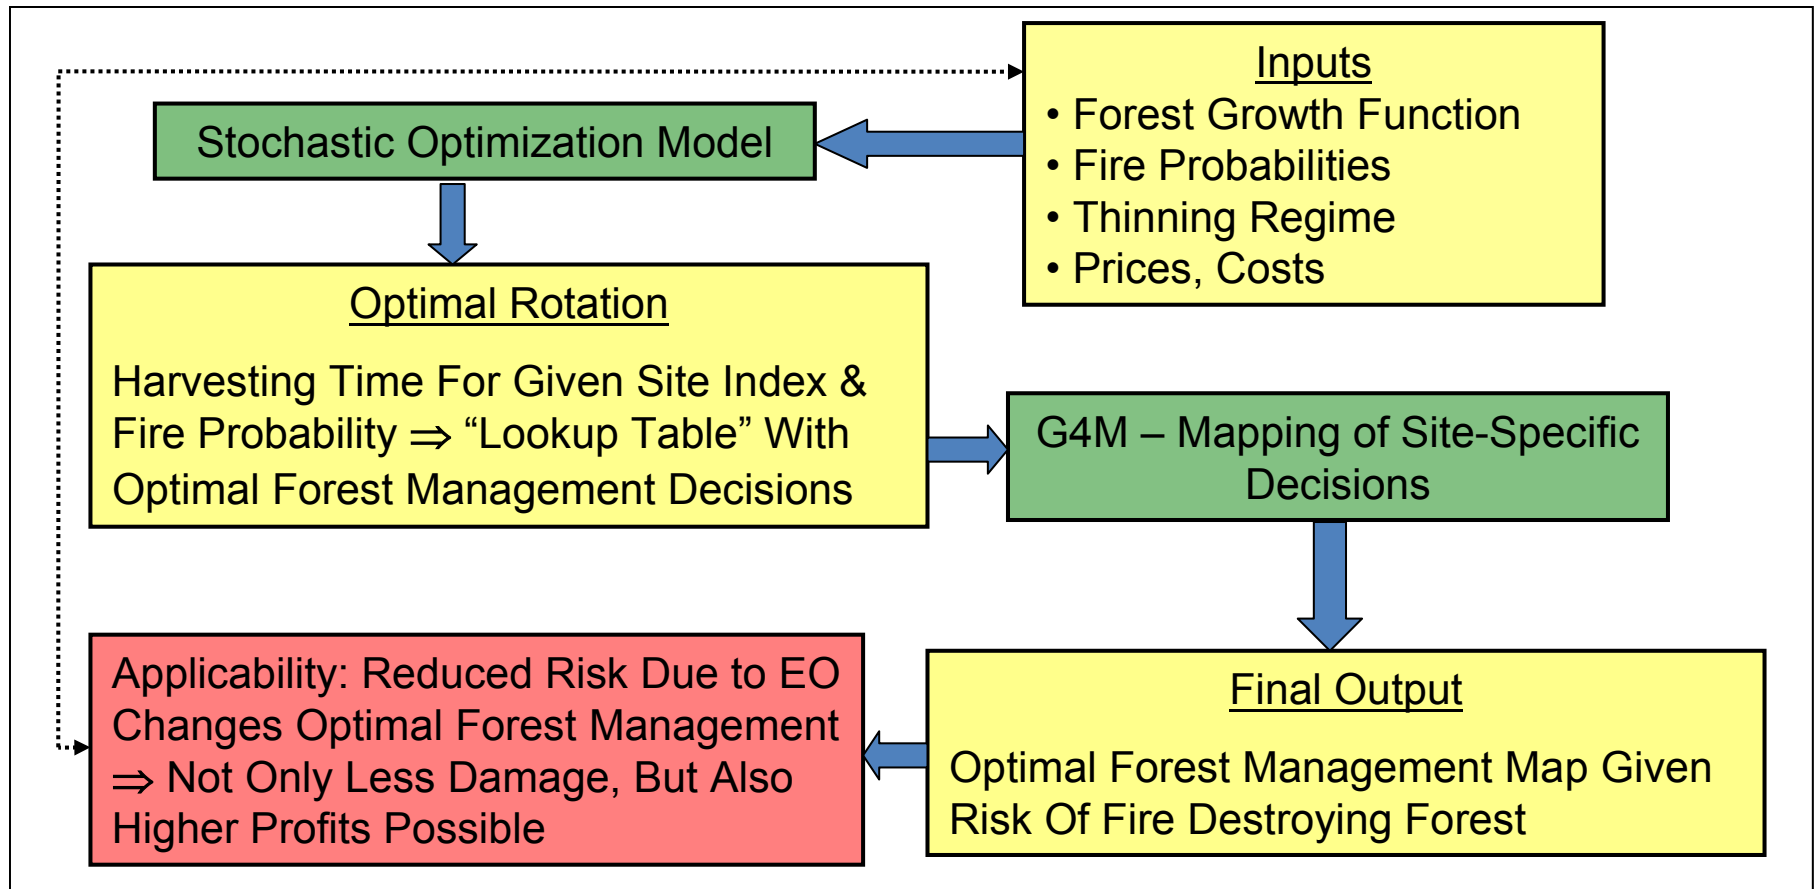 Inputs
• Forest Growth Function
• Fire Probabilities
• Thinning Regime
• Prices, Costs
Stochastic Optimization Model
Optimal Rotation
Harvesting Time For Given Site Index &
Fire Probability ⇒ “Lookup Table” With
Optimal Forest Management Decisions
G4M – Mapping of Site-Specific
Decisions
Final Output
Optimal Forest Management Map Given
Risk Of Fire Destroying Forest
Applicability: Reduced Risk Due to EO
Changes Optimal Forest Management
⇒ Not Only Less Damage, But Also
Higher Profits Possible